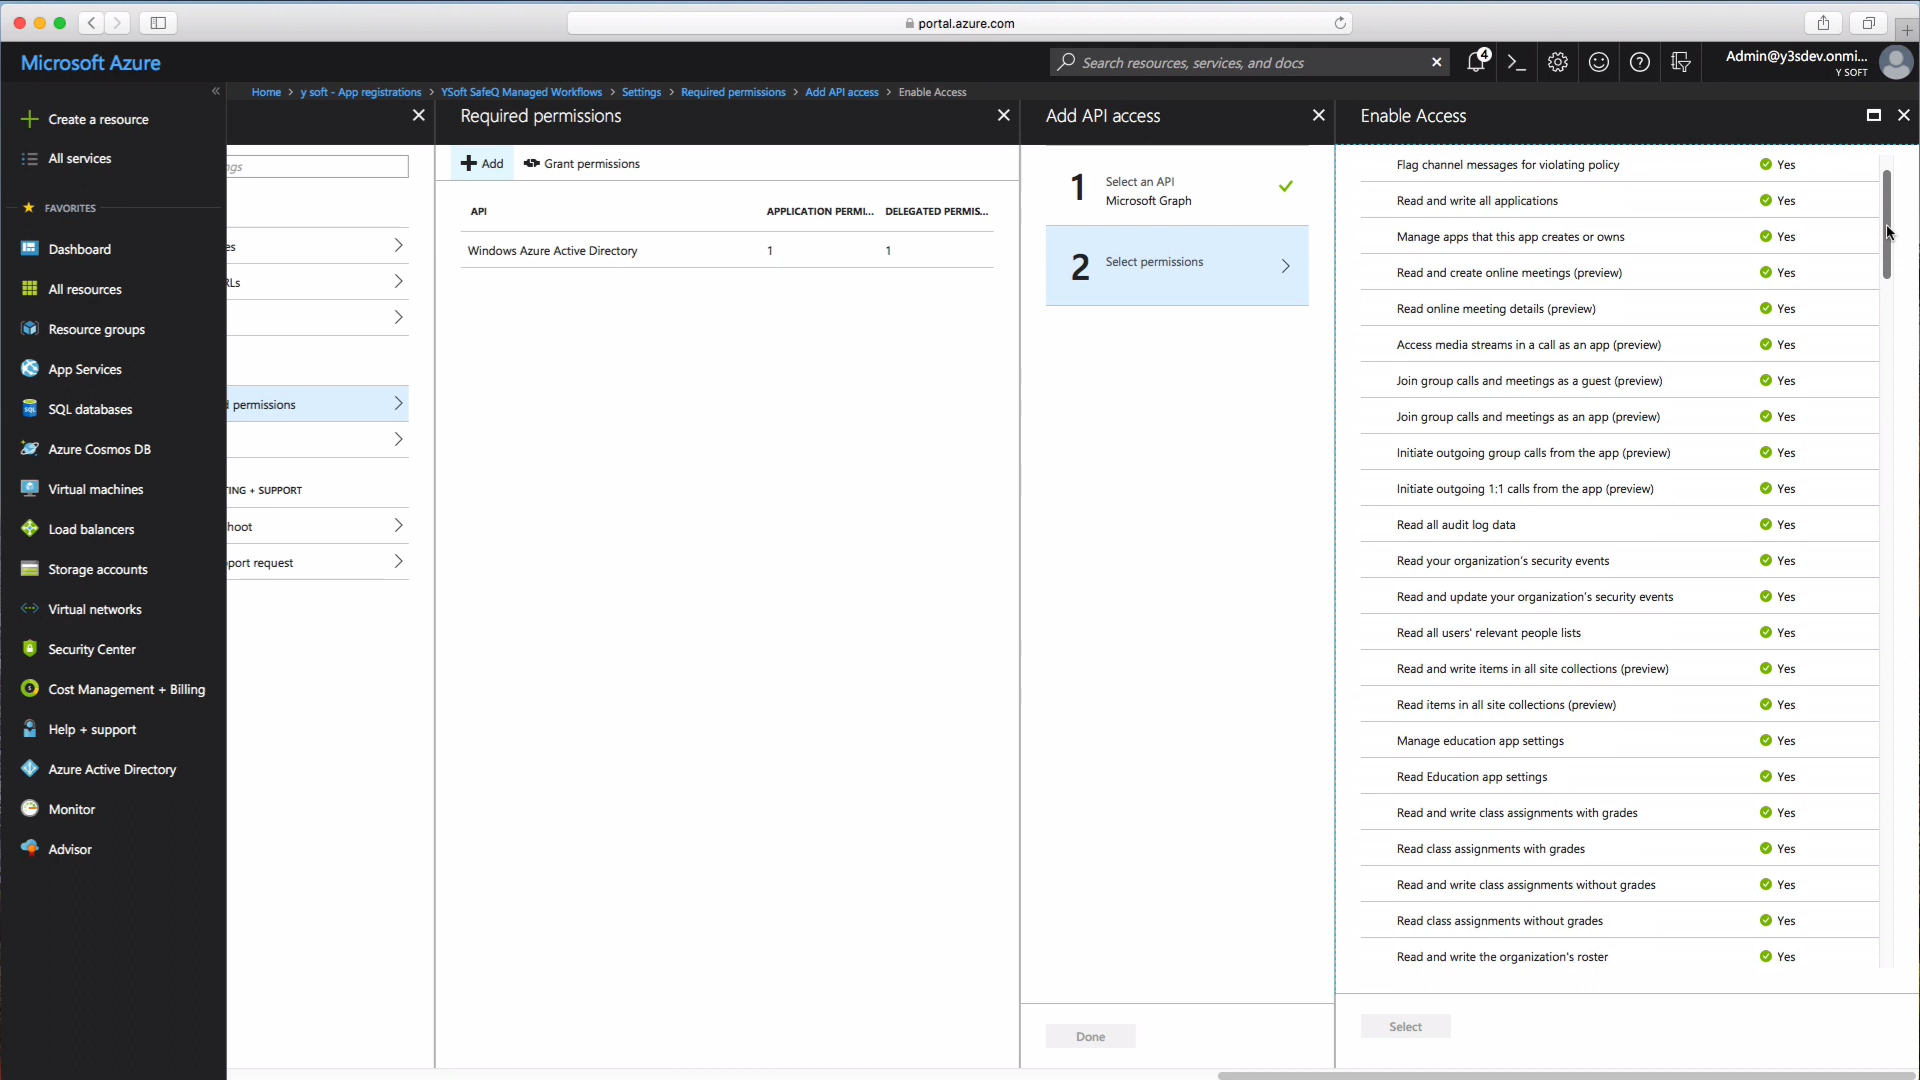 portal.azure.com
Microsoft Azure
Search resources, services, and docs
4
Admin@y3sdev.onmi...
Y SOFT
Home > y soft - App registrations > YSoft SafeQ Managed Workflows > Settings > Required permissions > Add API access > Enable Access
Create a resource
All services
FAVORITES
Dashboard
All resources
Resource groups
App Services
SQL databases
Azure Cosmos DB
Virtual machines
Load balancers
Storage accounts
Virtual networks
Security Center
Cost Management + Billing
Help + support
Azure Active Directory
Monitor
Advisor
ngs
es
RLs
d permissions
TING + SUPPORT
hoot
port request
Required permissions
Add
Grant permissions
API APPLICATION PERMI... DELEGATED PERMIS...
Windows Azure Active Directory 1 1
Add API access
1 Select an API
Microsoft Graph
2 Select permissions
Done
Enable Access
Flag channel messages for violating policy Yes
Read and write all applications Yes
Manage apps that this app creates or owns Yes
Read and create online meetings (preview) Yes
Read online meeting details (preview) Yes
Access media streams in a call as an app (preview) Yes
Join group calls and meetings as a guest (preview) Yes
Join group calls and meetings as an app (preview) Yes
Initiate outgoing group calls from the app (preview) Yes
Initiate outgoing 1:1 calls from the app (preview) Yes
Read all audit log data Yes
Read your organization's security events Yes
Read and update your organization's security events Yes
Read all users' relevant people lists Yes
Read and write items in all site collections (preview) Yes
Read items in all site collections (preview) Yes
Manage education app settings Yes
Read Education app settings Yes
Read and write class assignments with grades Yes
Read class assignments with grades Yes
Read and write class assignments without grades Yes
Read class assignments without grades Yes
Read and write the organization's roster Yes
Select